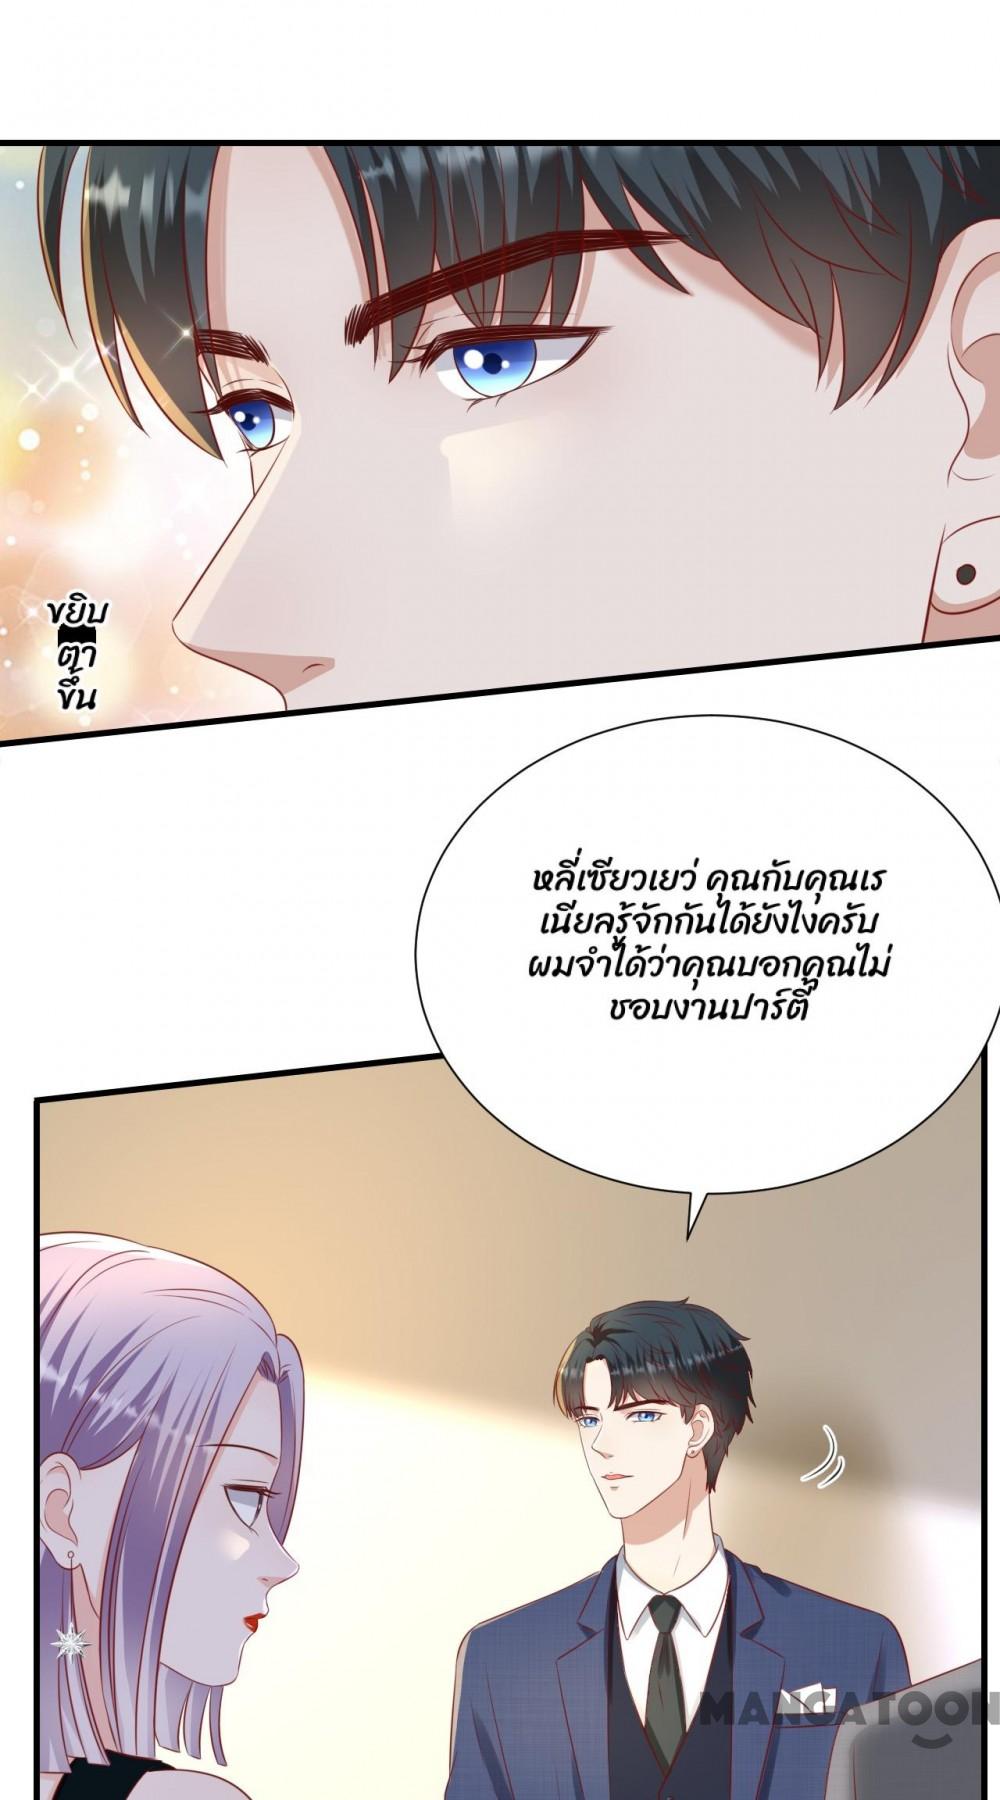 ขยิบ
ตา
ขึ้น
หลี่เซียวเยว่ คุณกับคุณเร
เนียลรู้จักกันได้ยังไงครับ
ผมจำได้ว่าคุณบอกคุณไม่
ชอบงานปาร์ตี้
MANGATOON